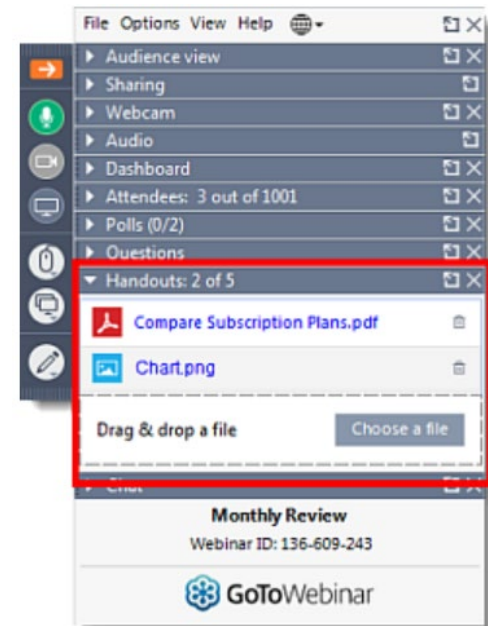 File Options View Help
Audience view
Sharing
Webcam
Audio
Dashboard
Attendees: 3 out of 1001
Polls (0/2)
Questions
Handouts: 2 of 5
Compare Subscription Plans.pdf
Chart.png
Drag & drop a file
Choose a file
Chat
Monthly Review
Webinar ID: 136-609-243
GoToWebinar